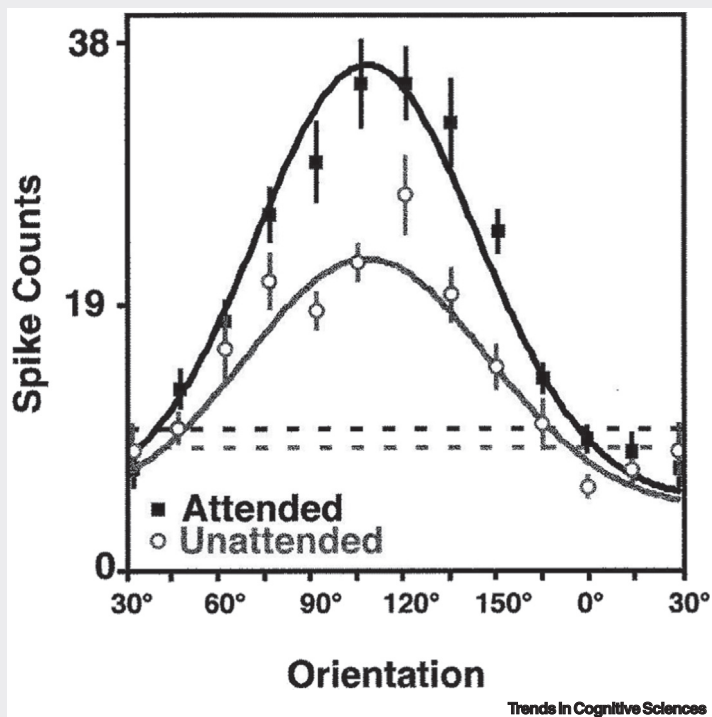 38
19
0
Spike Counts
Attended
Unattended
30° 60° 90° 120° 150° 0° 30°
Orientation
Trends in Cognitive Sciences